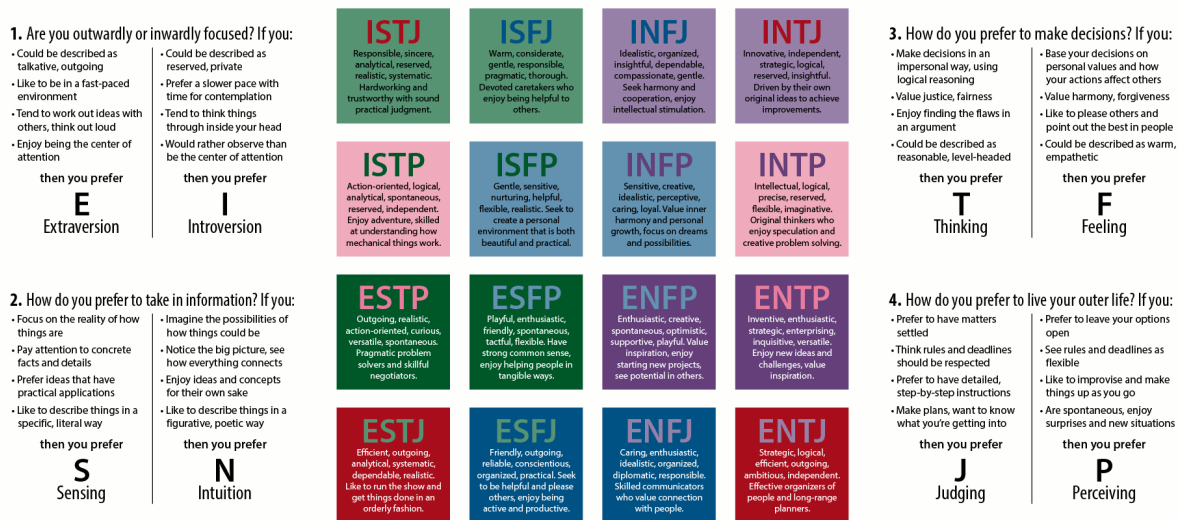 1. Are you outwardly or inwardly focused? If you:
• Could be described as
talkative, outgoing
• Like to be in a fast-paced
environment
• Tend to work out ideas with
others, think out loud
• Enjoy being the center of
attention
then you prefer
E
Extraversion
• Could be described as
reserved, private
• Prefer a slower pace with
time for contemplation
• Tend to think things
through inside your head
• Would rather observe than
be the center of attention
then you prefer
I
Introversion
2. How do you prefer to take in information? If you:
• Focus on the reality of how
things are
• Pay attention to concrete
facts and details
• Prefer ideas that have
practical applications
• Like to describe things in a
specific, literal way
then you prefer
S
Sensing
• Imagine the possibilities of
how things could be
• Notice the big picture, see
how everything connects
• Enjoy ideas and concepts
for their own sake
• Like to describe things in a
figurative, poetic way
then you prefer
N
Intuition
ISTJ
Responsible, sincere,
analytical, reserved,
realistic, systematic.
Hardworking and
trustworthy with sound
practical judgment.
ISFJ
Warm, considerate,
gentle, responsible,
pragmatic, thorough.
Devoted caretakers who
enjoy being helpful to
others.
INFJ
Idealistic, organized,
insightful, dependable,
compassionate, gentle.
Seek harmony and
cooperation, enjoy
intellectual stimulation.
INTJ
Innovative, independent,
strategic, logical,
reserved, insightful.
Driven by their own
original ideas to achieve
improvements.
ISTP
Action-oriented, logical,
analytical, spontaneous,
reserved, independent.
Enjoy adventure, skilled
at understanding how
mechanical things work.
ISFP
Gentle, sensitive,
nurturing, helpful,
flexible, realistic. Seek to
create a personal
environment that is both
beautiful and practical.
INFP
Sensitive, creative,
idealistic, perceptive,
caring, loyal. Value inner
harmony and personal
growth, focus on dreams
and possibilities.
INTP
Intellectual, logical,
precise, reserved,
flexible, imaginative.
Original thinkers who
enjoy speculation and
creative problem solving.
ESTP
Outgoing, realistic,
action-oriented, curious,
versatile, spontaneous.
Pragmatic problem
solvers and skillful
negotiators.
ESFP
Playful, enthusiastic,
friendly, spontaneous,
tactful, flexible. Have
strong common sense,
enjoy helping people in
tangible ways.
ENFP
Enthusiastic, creative,
spontaneous, optimistic,
supportive, playful. Value
inspiration, enjoy
starting new projects,
see potential in others.
ENTP
Inventive, enthusiastic,
strategic, enterprising,
inquisitive, versatile.
Enjoy new ideas and
challenges, value
inspiration.
ESTJ
Efficient, outgoing,
analytical, systematic,
dependable, realistic.
Like to run the show and
get things done in an
orderly fashion.
ESFJ
Friendly, outgoing,
reliable, conscientious,
organized, practical. Seek
to be helpful and please
others, enjoy being
active and productive.
ENFJ
Caring, enthusiastic,
idealistic, organized,
diplomatic, responsible.
Skilled communicators
who value connection
with people.
ENTJ
Strategic, logical,
efficient, outgoing,
ambitious, independent.
Effective organizers of
people and long-range
planners.
3. How do you prefer to make decisions? If you:
• Make decisions in an
impersonal way, using
logical reasoning
• Value justice, fairness
• Enjoy finding the flaws in
an argument
• Could be described as
reasonable, level-headed
then you prefer
T
Thinking
• Base your decisions on
personal values and how
your actions affect others
• Value harmony, forgiveness
• Like to please others and
point out the best in people
• Could be described as warm,
empathetic
then you prefer
F
Feeling
4. How do you prefer to live your outer life? If you:
• Prefer to have matters
settled
• Think rules and deadlines
should be respected
• Prefer to have detailed,
step-by-step instructions
• Make plans, want to know
what you're getting into
then you prefer
J
Judging
• Prefer to leave your options
open
• See rules and deadlines as
flexible
• Like to improvise and make
things up as you go
• Are spontaneous, enjoy
surprises and new situations
then you prefer
P
Perceiving